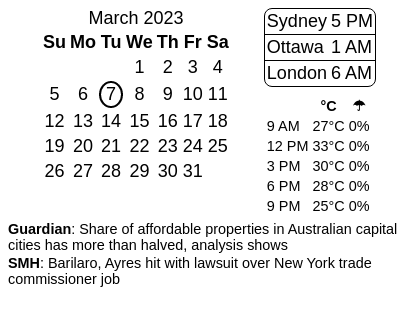 March 2023
Su Mo Tu We Th Fr Sa
1 2 3 4
5 6 7 8 9 10 11
12 13 14 15 16 17 18
19 20 21 22 23 24 25
26 27 28 29 30 31
Sydney 5 PM
Ottawa 1 AM
London 6 AM
°C ☂
9 AM 27°C 0%
12 PM 33°C 0%
3 PM 30°C 0%
6 PM 28°C 0%
9 PM 25°C 0%
Guardian: Share of affordable properties in Australian capital
cities has more than halved, analysis shows
SMH: Barilaro, Ayres hit with lawsuit over New York trade
commissioner job